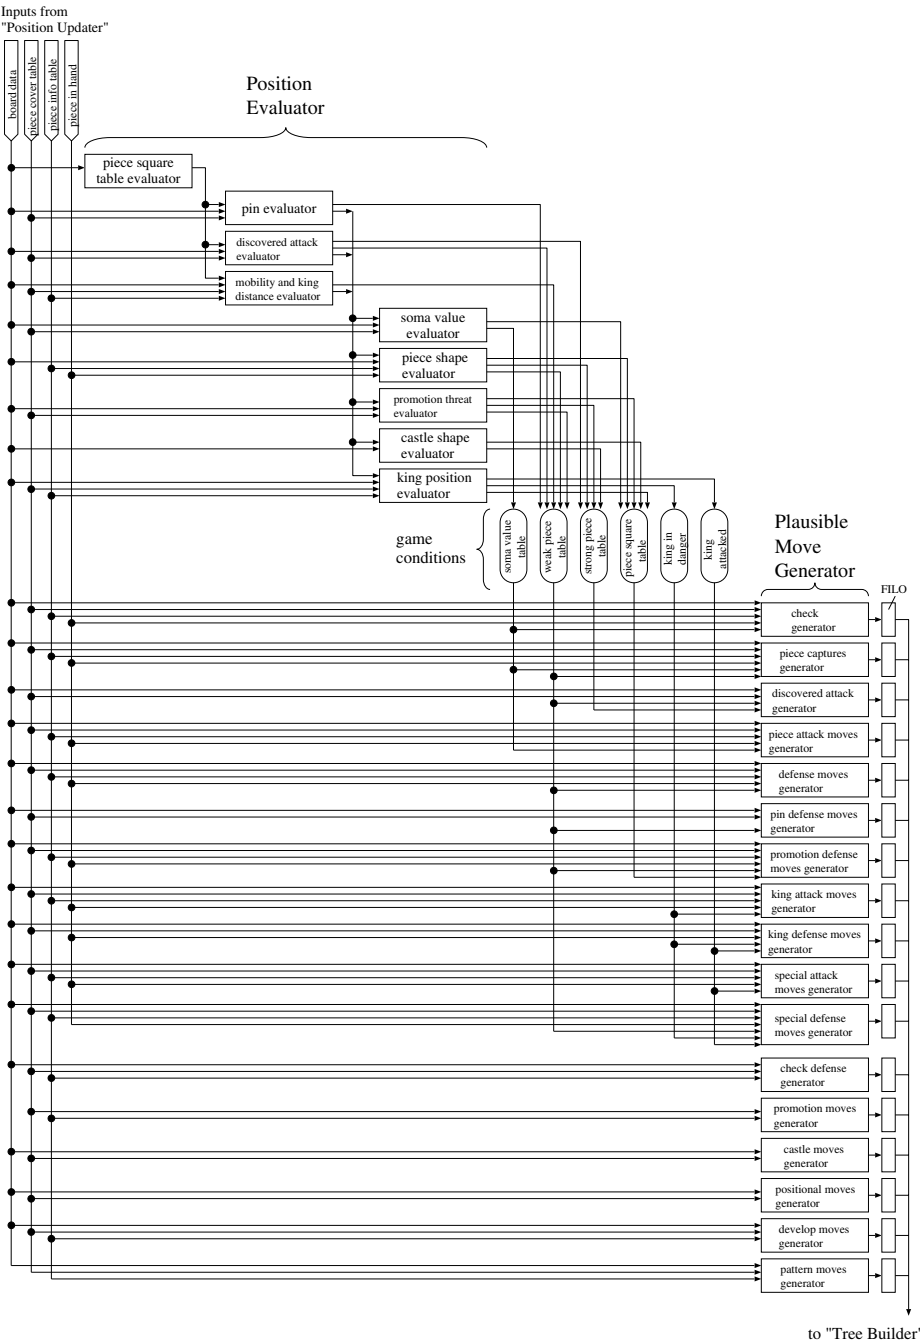 Inputs from
"Position Updater"
board data
piece cover table
piece info table
piece in hand
Position
Evaluator
piece square
table evaluator
pin evaluator
discovered attack
evaluator
mobility and king
distance evaluator
soma value
evaluator
piece shape
evaluator
promotion threat
evaluator
castle shape
evaluator
king position
evaluator
game
conditions
soma value
table
weak piece
table
strong piece
table
piece square
table
king in
danger
king
attacked
Plausible
Move
Generator
FILO
check
generator
piece captures
generator
discovered attack
generator
piece attack moves
generator
defense moves
generator
pin defense moves
generator
promotion defense
moves generator
king attack moves
generator
king defense moves
generator
special attack
moves generator
special defense
moves generator
check defense
generator
promotion moves
generator
castle moves
generator
positional moves
generator
develop moves
generator
pattern moves
generator
to "Tree Builder"